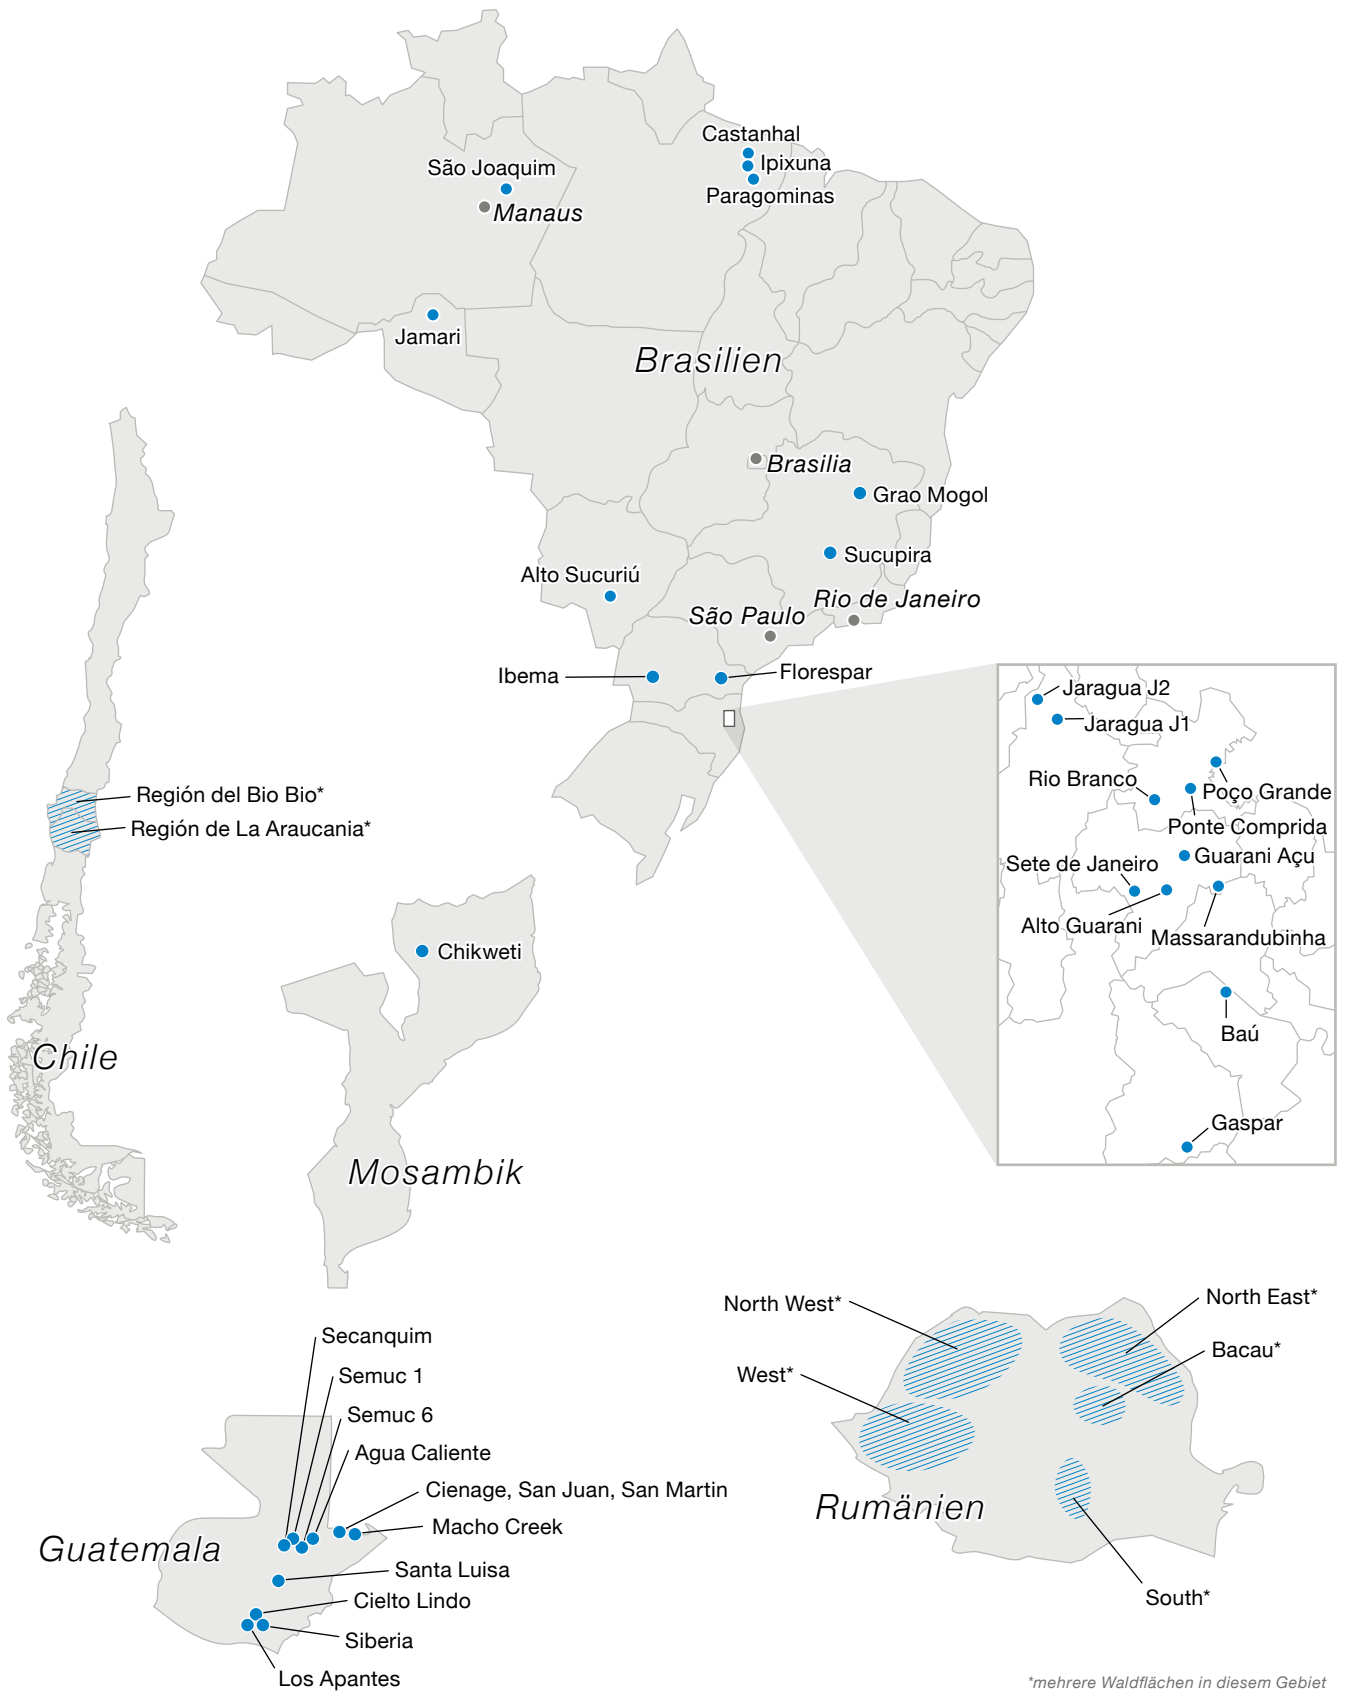 Castanhal
Ipixuna
Paragominas
São Joaquim
Manaus
Jamari
Brasilien
Brasilia
Grao Mogol
Sucupira
Alto Sucuriú
Rio de Janeiro
São Paulo
Ibema
Florespar
Jaragua J2
Jaragua J1
Rio Branco
Poço Grande
Ponte Comprida
Guarani Açu
Sete de Janeiro
Alto Guarani
Massarandubinha
Baú
Gaspar
Región del Bio Bio*
Región de La Araucania*
Chile
Chikweti
Mosambik
Secanquim
Semuc 1
Semuc 6
Agua Caliente
Cienage, San Juan, San Martin
Macho Creek
Guatemala
Santa Luisa
Cielto Lindo
Siberia
Los Apantes
North West*
North East*
Bacau*
West*
Rumänien
South*
*mehrere Waldflächen in diesem Gebiet